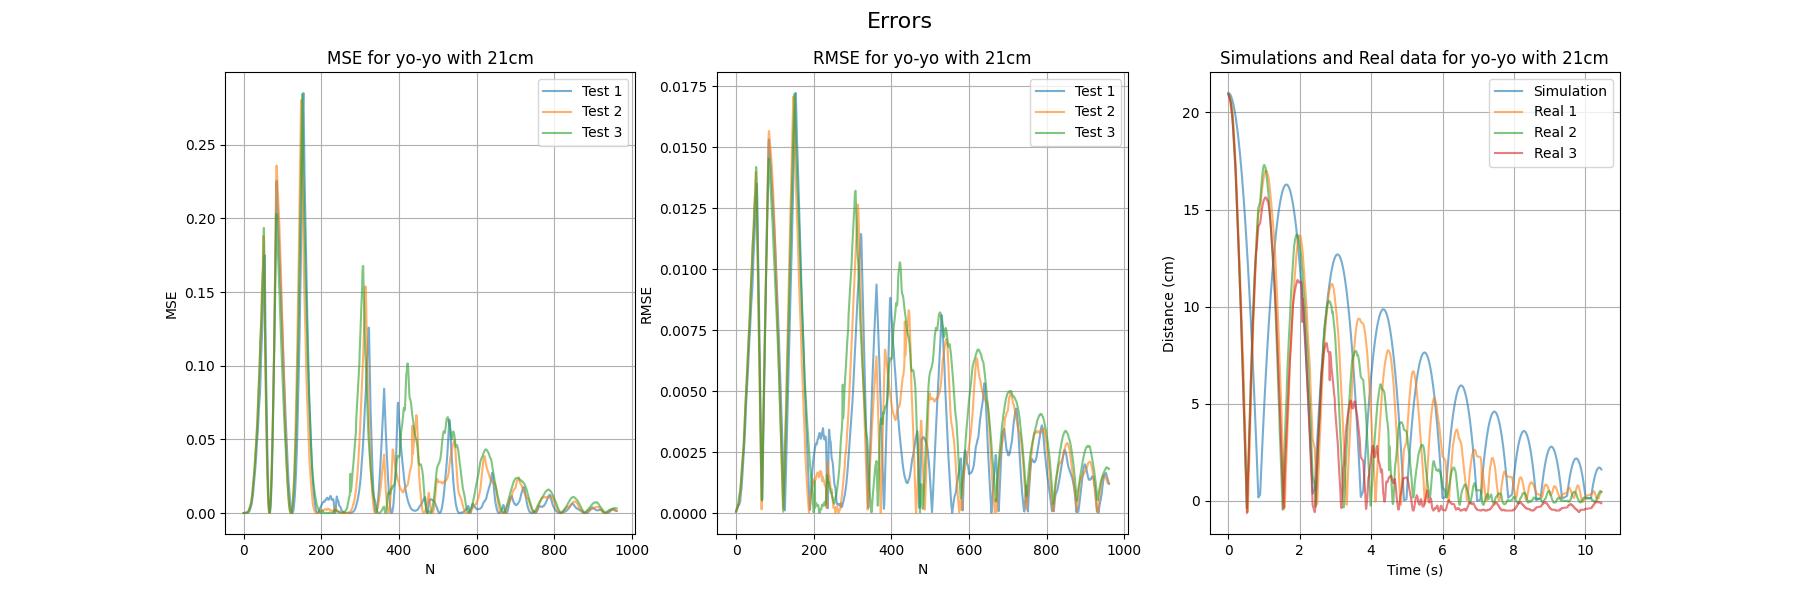 Errors
MSE for yo-yo with 21cm
MSE
0.25
0.20
0.15
0.10
0.05
0.00
0
200
400
600
800
1000
N
Test 1
Test 2
Test 3
RMSE for yo-yo with 21cm
RMSE
0.0175
0.0150
0.0125
0.0100
0.0075
0.0050
0.0025
0.0000
0
200
400
600
800
1000
N
Test 1
Test 2
Test 3
Simulations and Real data for yo-yo with 21cm
Distance (cm)
20
15
10
5
0
0
2
4
6
8
10
Time (s)
Simulation
Real 1
Real 2
Real 3